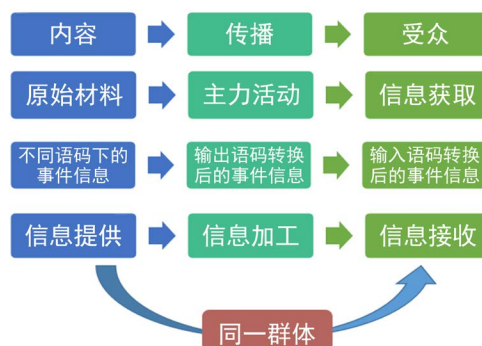 内容
传播
受众
原始材料
主力活动
信息获取
不同语码下的
事件信息
输出语码转换
后的事件信息
输入语码转换
后的事件信息
信息提供
信息加工
信息接收
同一群体